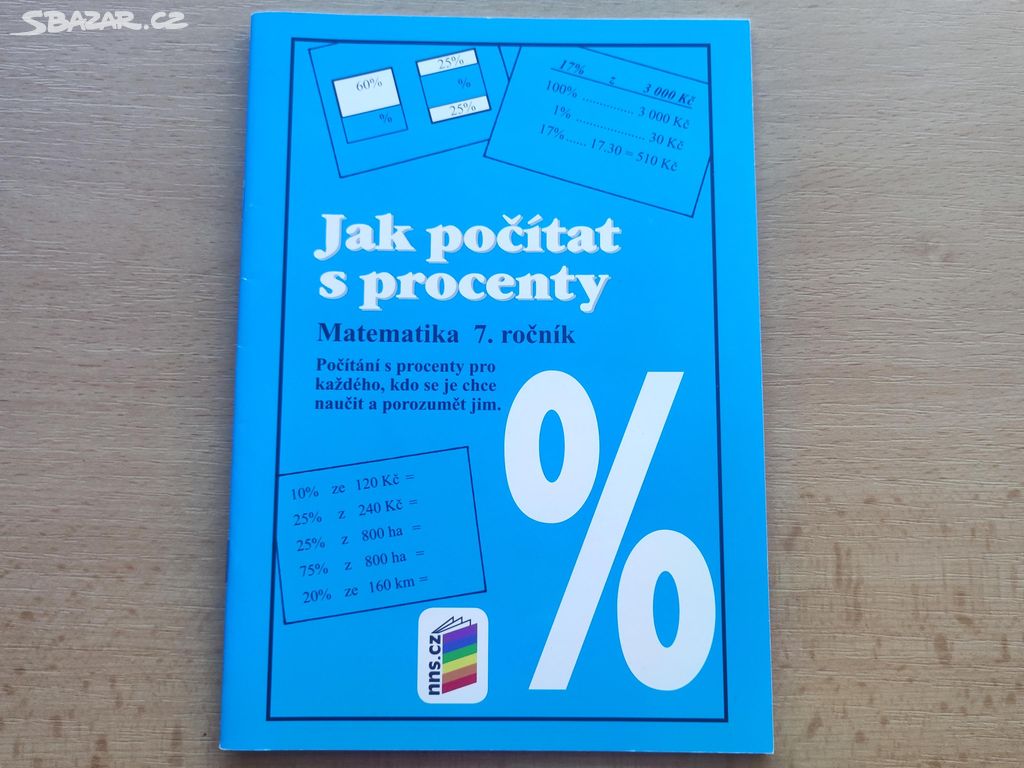 SBAZAR.CZ
60%
%
25%
%
25%
17% z 3 000 Kč
100% ................ 3 000 Kč
1% ..................... 30 Kč
17% ...... 17.30 = 510 Kč
Jak počítat
s procenty
Matematika 7. ročník
Počítání s procenty pro
každého, kdo se je chce
naučit a porozumět jim.
10% ze 120 Kč =
25% z 240 Kč =
25% z 800 ha =
75% z 800 ha =
20% ze 160 km =
%
nns.cz